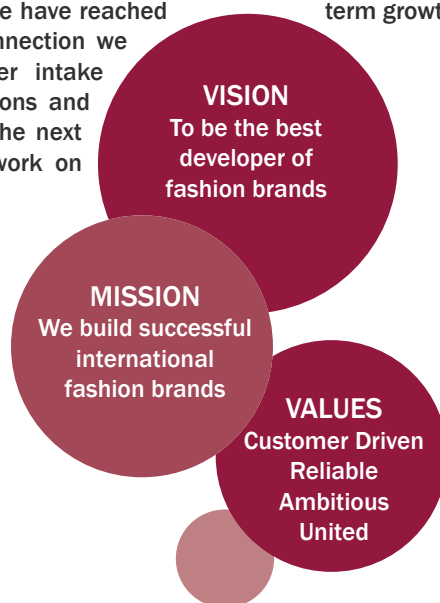 e have reached
nnection we
er intake
ons and
he next
work on
term growt
VISION
To be the best
developer of
fashion brands
MISSION
We build successful
international
fashion brands
VALUES
Customer Driven
Reliable
Ambitious
United